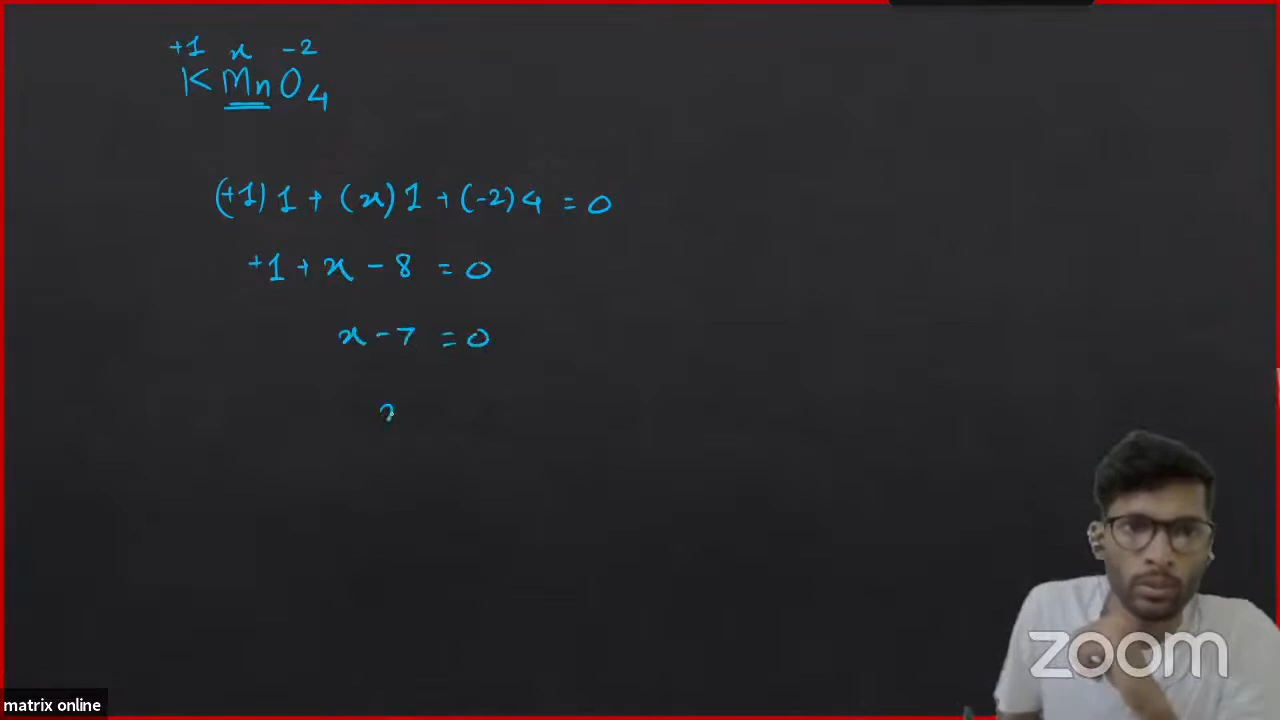 +1 x -2
KMnO4
(+1)1 + (x)1 + (-2)4 = 0
+1 + x - 8 = 0
x - 7 = 0
zoom
matrix online